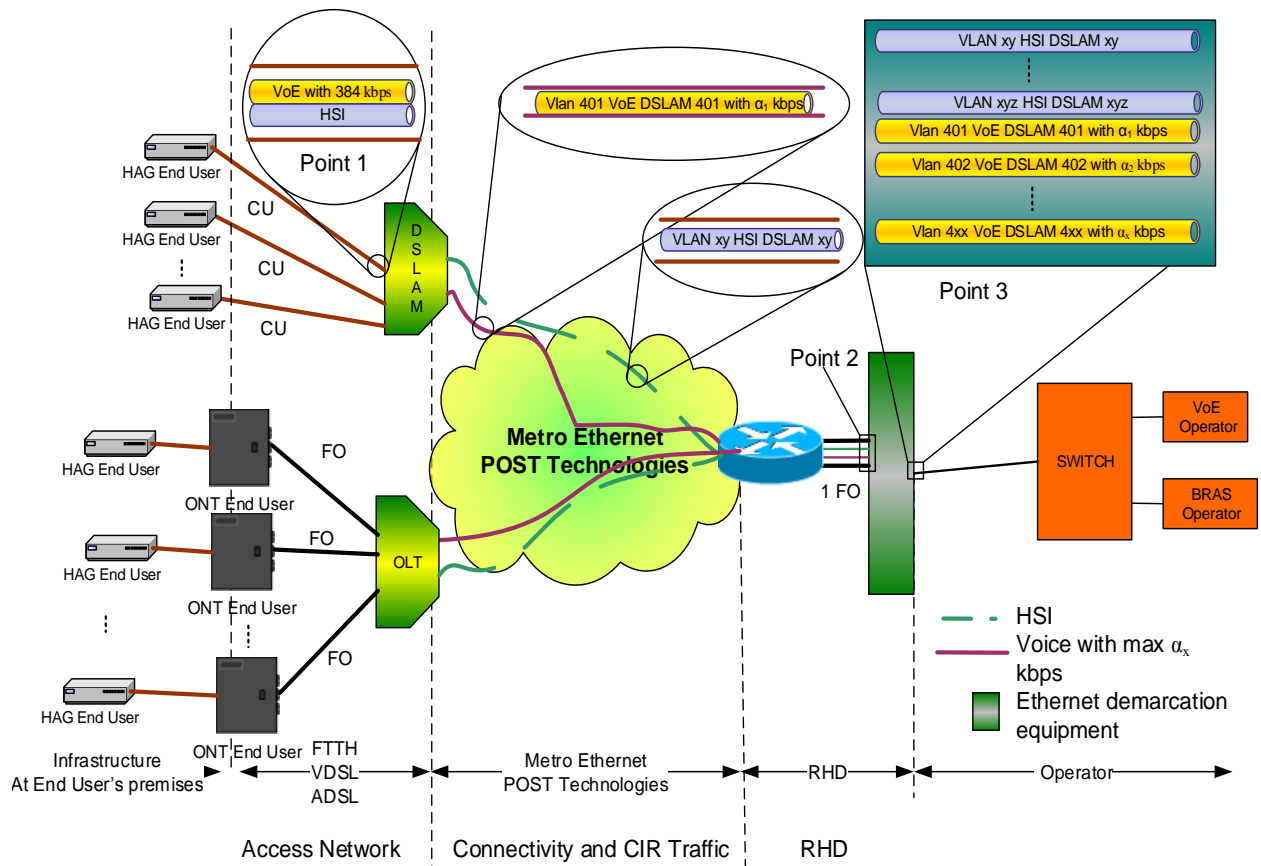 VoE with 384 kbps
HSI
Point 1
Vlan 401 VoE DSLAM 401 with α₁ kbps
VLAN xy HSI DSLAM xy
VLAN xy HSI DSLAM xy
VLAN xyz HSI DSLAM xyz
Vlan 401 VoE DSLAM 401 with α₁ kbps
Vlan 402 VoE DSLAM 402 with α₂ kbps
Vlan 4xx VoE DSLAM 4xx with αₓ kbps
Point 3
HAG End User
CU
HAG End User
CU
HAG End User
CU
DSLAM
Point 2
Metro Ethernet
POST Technologies
1 FO
SWITCH
VoE
Operator
BRAS
Operator
HAG End User
ONT End User
FO
HAG End User
ONT End User
FO
HAG End User
ONT End User
FO
OLT
HSI
Voice with max αₓ
kbps
Ethernet demarcation
equipment
Infrastructure
At End User's premises
FTTH
VDSL
ADSL
Metro Ethernet
POST Technologies
RHD
Operator
Access Network
Connectivity and CIR Traffic
RHD